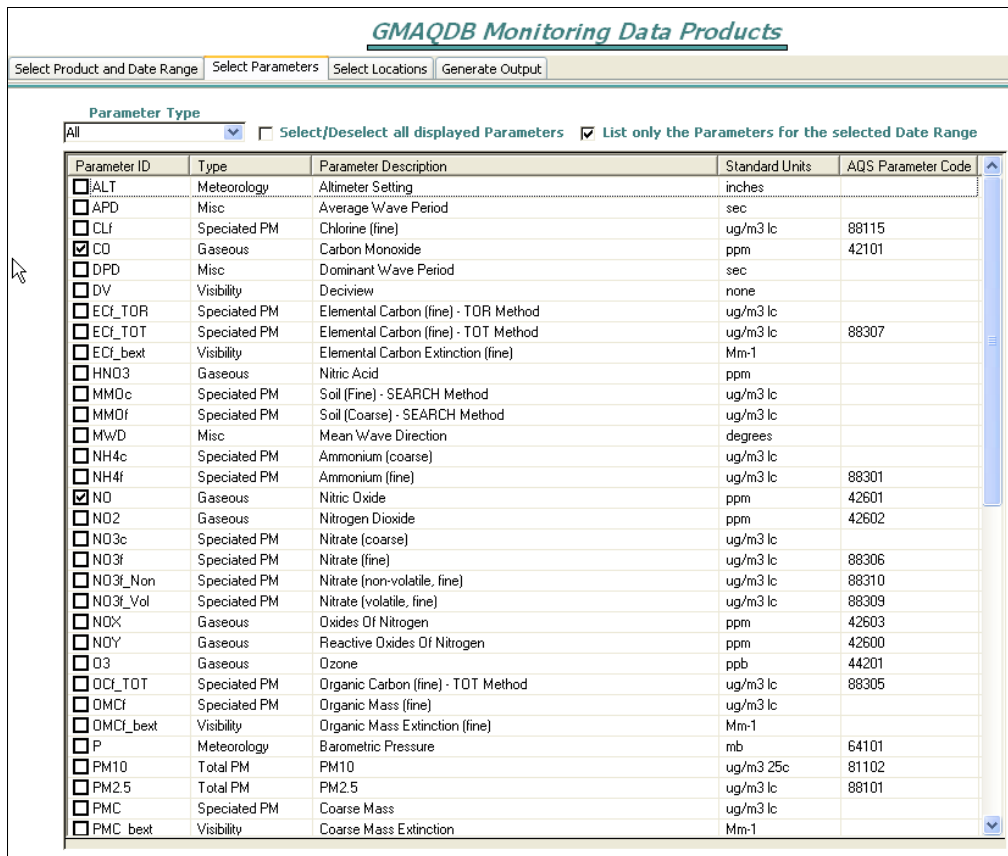 GMAQDB Monitoring Data Products
Select Product and Date Range Select Parameters Select Locations Generate Output
Parameter Type
All Select/Deselect all displayed Parameters List only the Parameters for the selected Date Range
Parameter ID Type Parameter Description Standard Units AQS Parameter Code
ALT Meteorology Altimeter Setting inches
APD Misc Average Wave Period sec
CLf Speciated PM Chlorine (fine) ug/m3 lc 88115
CO Gaseous Carbon Monoxide ppm 42101
DPD Misc Dominant Wave Period sec
DV Visibility Deciview none
ECf_TOR Speciated PM Elemental Carbon (fine) - TOR Method ug/m3 lc
ECf_TOT Speciated PM Elemental Carbon (fine) - TOT Method ug/m3 lc 88307
ECf_bext Visibility Elemental Carbon Extinction (fine) Mm-1
HNO3 Gaseous Nitric Acid ppm
MMOc Speciated PM Soil (Fine) - SEARCH Method ug/m3 lc
MMOf Speciated PM Soil (Coarse) - SEARCH Method ug/m3 lc
MWD Misc Mean Wave Direction degrees
NH4c Speciated PM Ammonium (coarse) ug/m3 lc
NH4f Speciated PM Ammonium (fine) ug/m3 lc 88301
NO Gaseous Nitric Oxide ppm 42601
NO2 Gaseous Nitrogen Dioxide ppm 42602
NO3c Speciated PM Nitrate (coarse) ug/m3 lc
NO3f Speciated PM Nitrate (fine) ug/m3 lc 88306
NO3f_Non Speciated PM Nitrate (non-volatile, fine) ug/m3 lc 88310
NO3f_Vol Speciated PM Nitrate (volatile, fine) ug/m3 lc 88309
NOX Gaseous Oxides Of Nitrogen ppm 42603
NOY Gaseous Reactive Oxides Of Nitrogen ppm 42600
O3 Gaseous Ozone ppb 44201
OCf_TOT Speciated PM Organic Carbon (fine) - TOT Method ug/m3 lc 88305
OMCf Speciated PM Organic Mass (fine) ug/m3 lc
OMCf_bext Visibility Organic Mass Extinction (fine) Mm-1
P Meteorology Barometric Pressure mb 64101
PM10 Total PM PM10 ug/m3 25c 81102
PM2.5 Total PM PM2.5 ug/m3 lc 88101
PMC Speciated PM Coarse Mass ug/m3 lc
PMC_bext Visibility Coarse Mass Extinction Mm-1